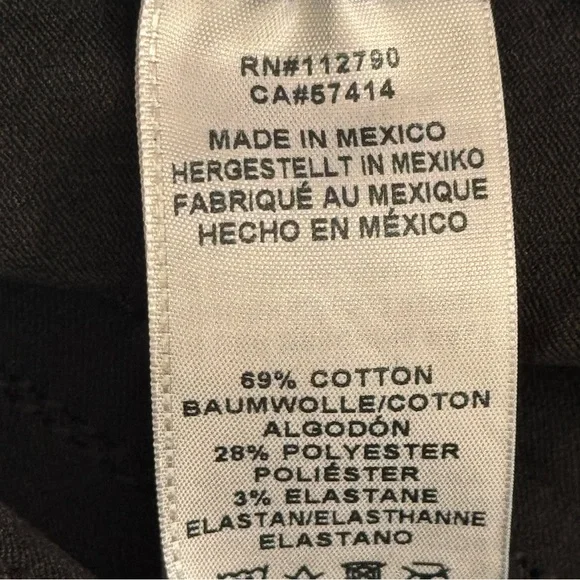 RN#112790
CA#57414
MADE IN MEXICO
HERGESTELLT IN MEXIKO
FABRIQUÉ AU MEXIQUE
HECHO EN MÉXICO
69% COTTON
BAUMWOLLE/COTON
ALGODÓN
28% POLYESTER
POLIÉSTER
3% ELASTANE
ELASTAN/ELASTHANNE
ELASTANO